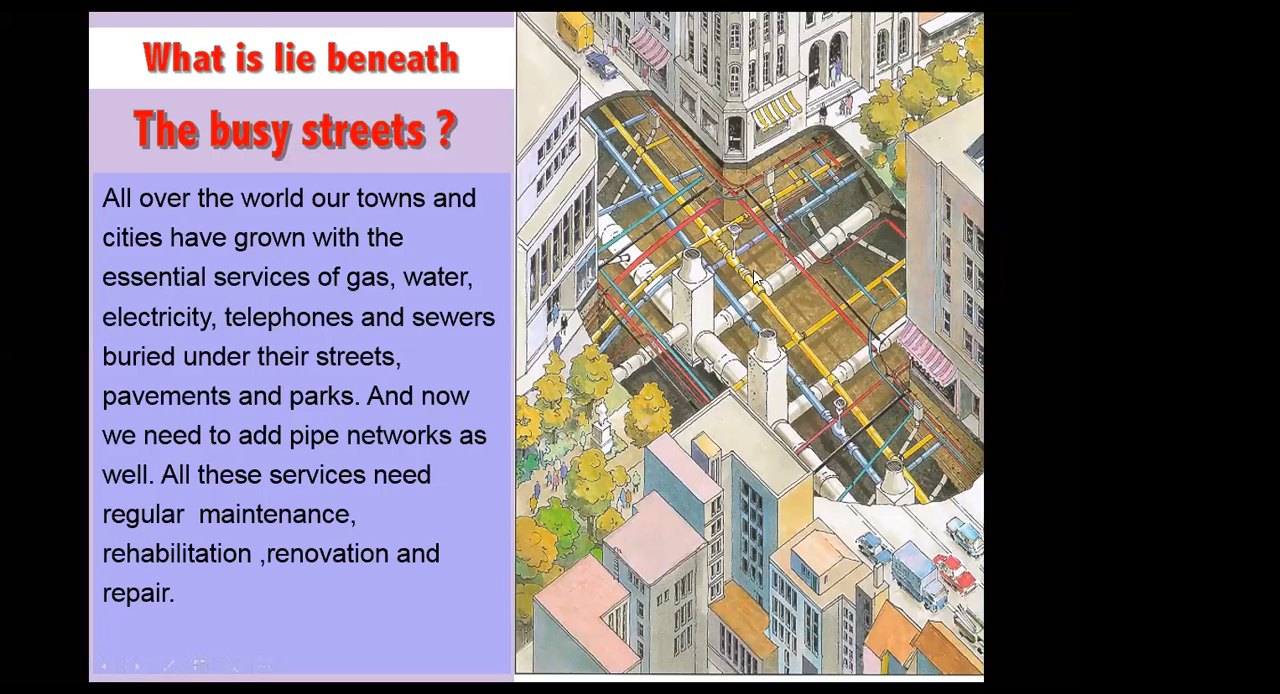 What is lie beneath
The busy streets ?
All over the world our towns and
cities have grown with the
essential services of gas, water,
electricity, telephones and sewers
buried under their streets,
pavements and parks. And now
we need to add pipe networks as
well. All these services need
regular  maintenance,
rehabilitation ,renovation and
repair.